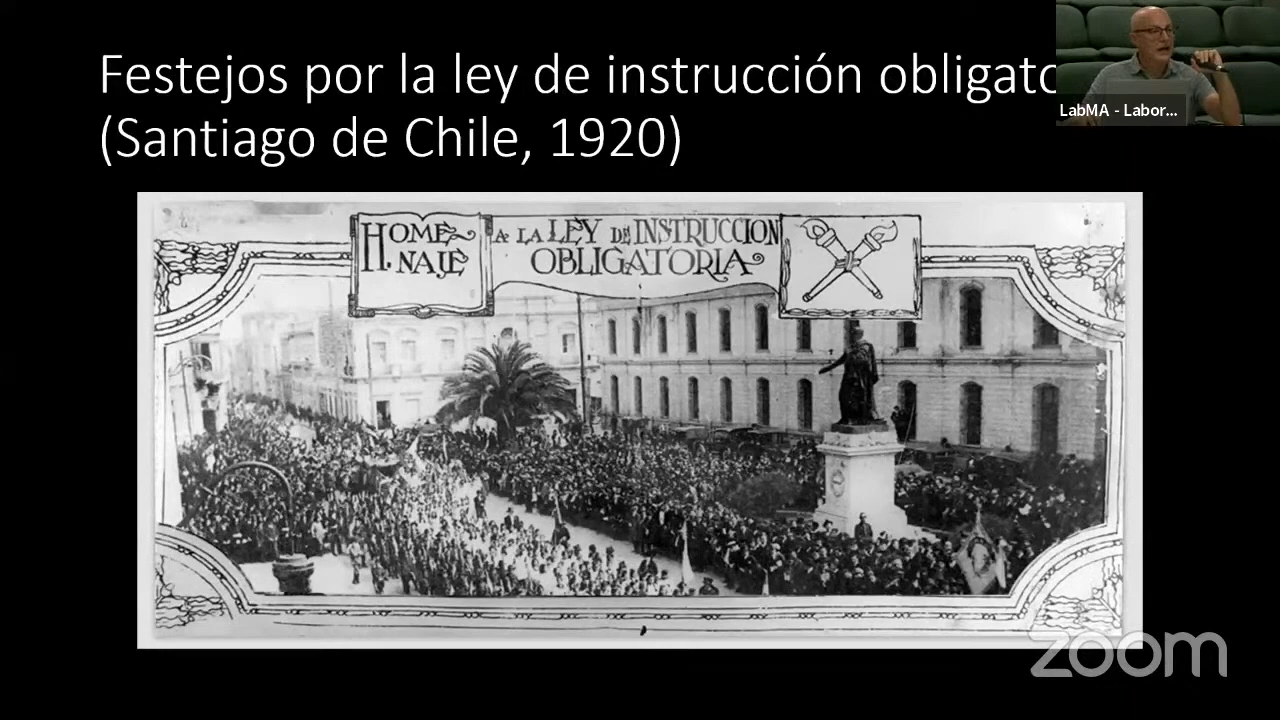 Festejos por la ley de instrucción obligato
(Santiago de Chile, 1920)
LabMA - Labor...
HOME
NAJE
A LA LEY DE INSTRUCCION
OBLIGATORIA
zoom